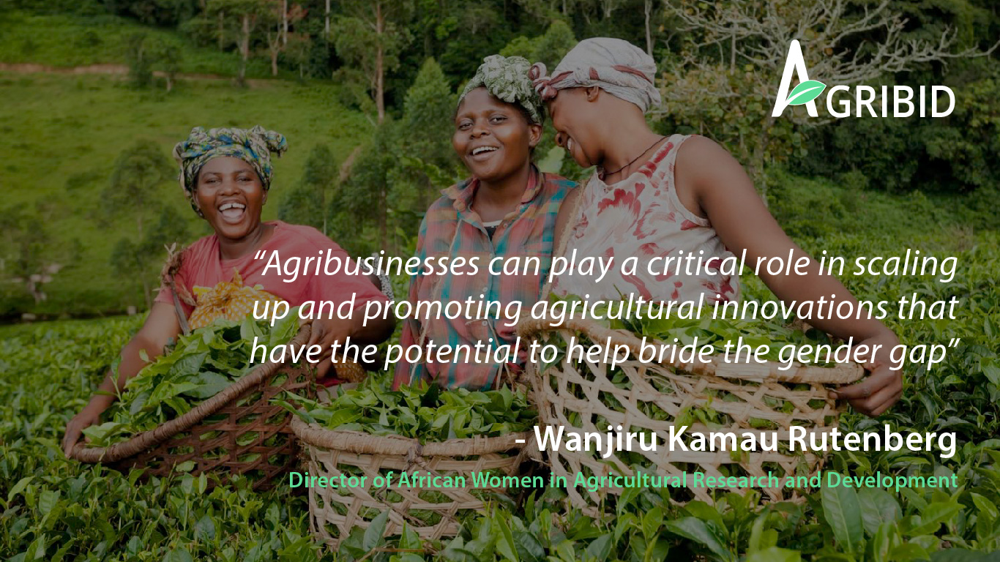 AGRIBID
“Agribusinesses can play a critical role in scaling
up and promoting agricultural innovations that
have the potential to help bride the gender gap”
- Wanjiru Kamau Rutenberg
Director of African Women in Agricultural Research and Development